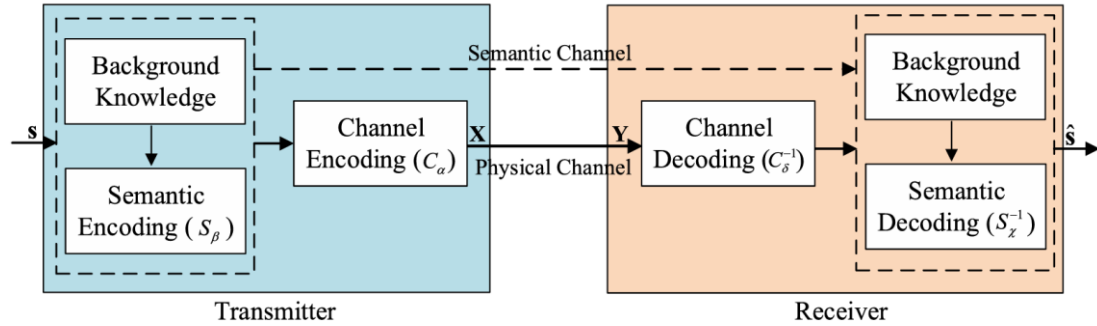 Background
Knowledge
Semantic
Encoding (S_β)
s
Channel
Encoding (C_α)
X
Semantic Channel
Physical Channel
Y
Channel
Decoding (C_δ^{-1})
Background
Knowledge
Semantic
Decoding (S_χ^{-1})
ŝ
Transmitter
Receiver